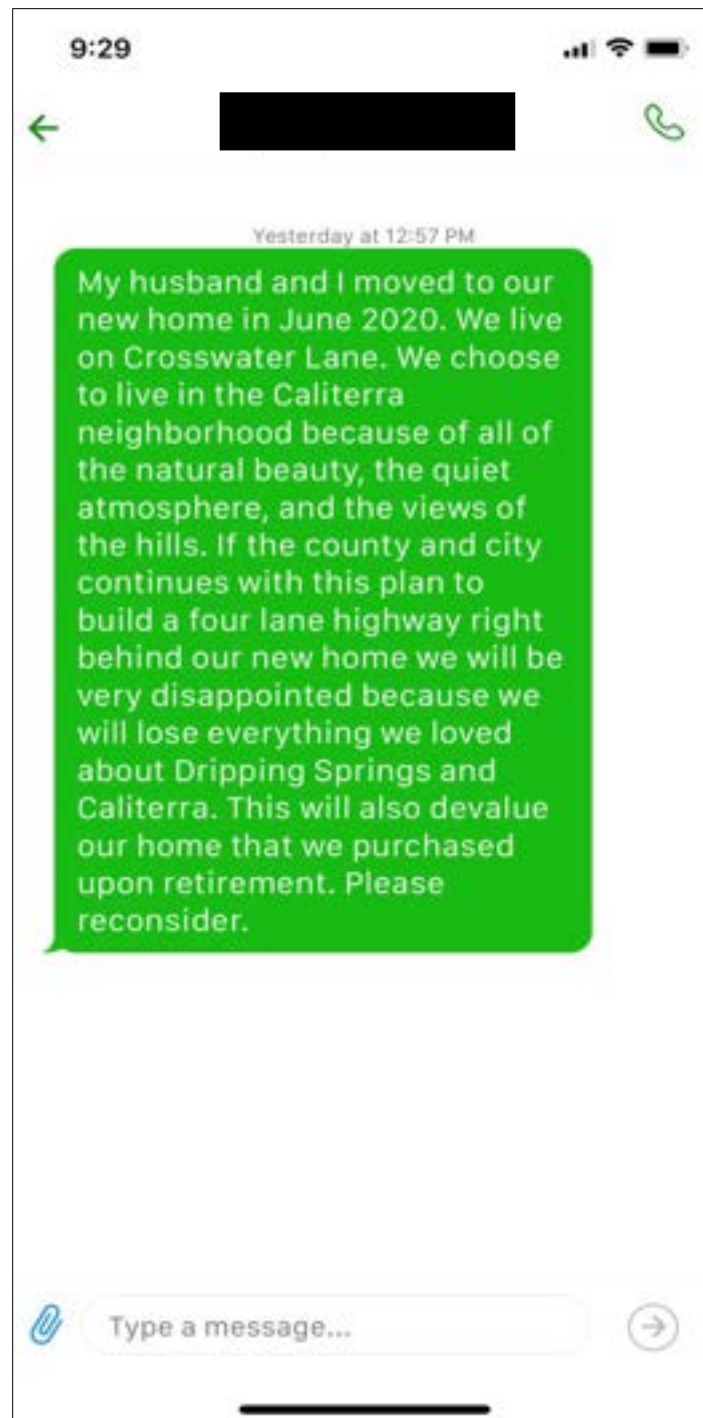 9:29
Yesterday at 12:57 PM
My husband and I moved to our
new home in June 2020. We live
on Crosswater Lane. We choose
to live in the Caliterra
neighborhood because of all of
the natural beauty, the quiet
atmosphere, and the views of
the hills. If the county and city
continues with this plan to
build a four lane highway right
behind our new home we will be
very disappointed because we
will lose everything we loved
about Dripping Springs and
Caliterra. This will also devalue
our home that we purchased
upon retirement. Please
reconsider.
Type a message...